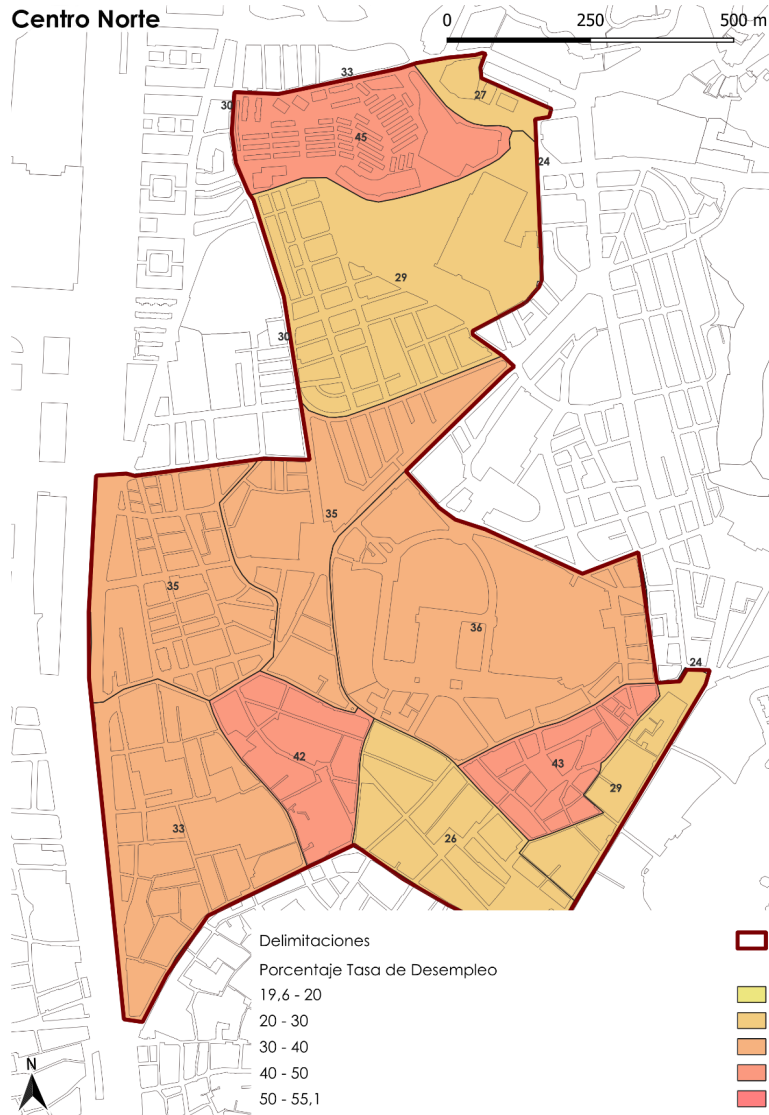 Centro Norte
0 250 500 m
33
27
30
45
24
29
30
35
35
36
24
42
43
29
33
26
Delimitaciones
Porcentaje Tasa de Desempleo
19,6 - 20
20 - 30
30 - 40
40 - 50
50 - 55,1
N